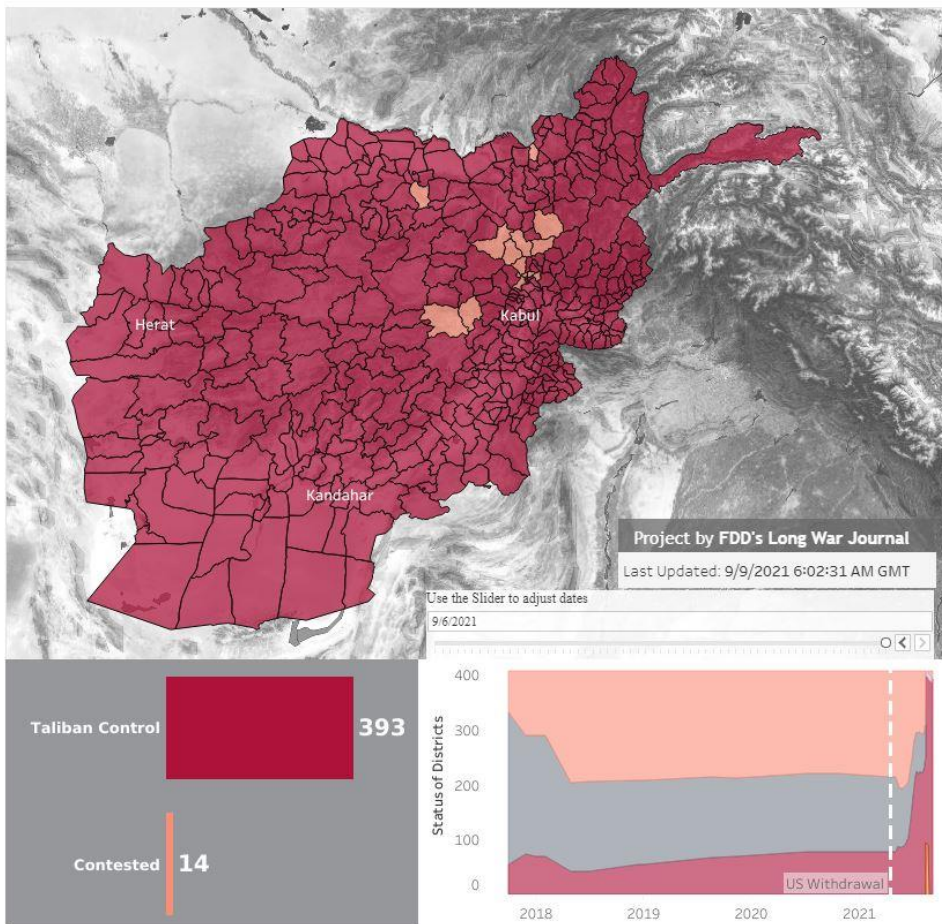 Herat
Kabul
Kandahar
Project by FDD's Long War Journal
Last Updated: 9/9/2021 6:02:31 AM GMT
Use the Slider to adjust dates
9/6/2021
Taliban Control
393
Contested
14
Status of Districts
400
300
200
100
0
US Withdrawal
2018
2019
2020
2021